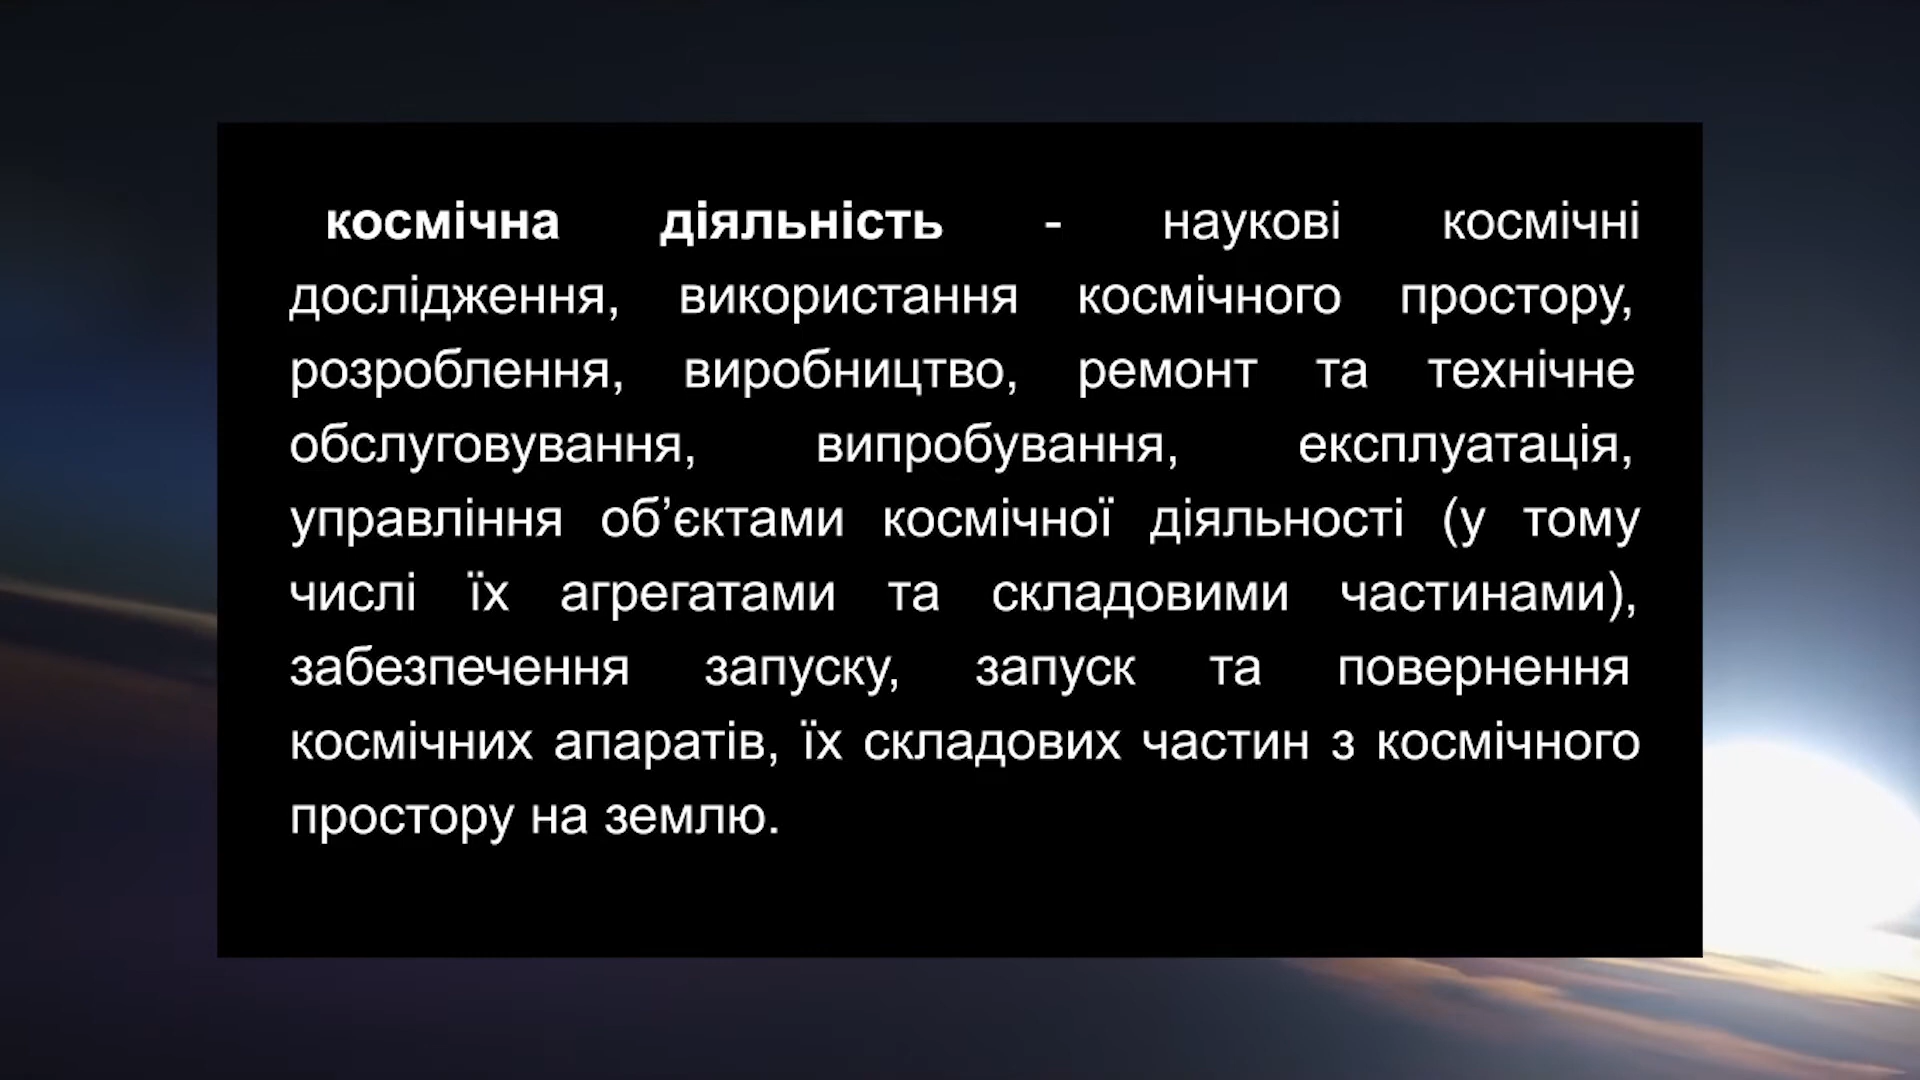 космічна діяльність - наукові космічні
дослідження, використання космічного простору,
розроблення, виробництво, ремонт та технічне
обслуговування, випробування, експлуатація,
управління об’єктами космічної діяльності (у тому
числі їх агрегатами та складовими частинами),
забезпечення запуску, запуск та повернення
космічних апаратів, їх складових частин з космічного
простору на землю.